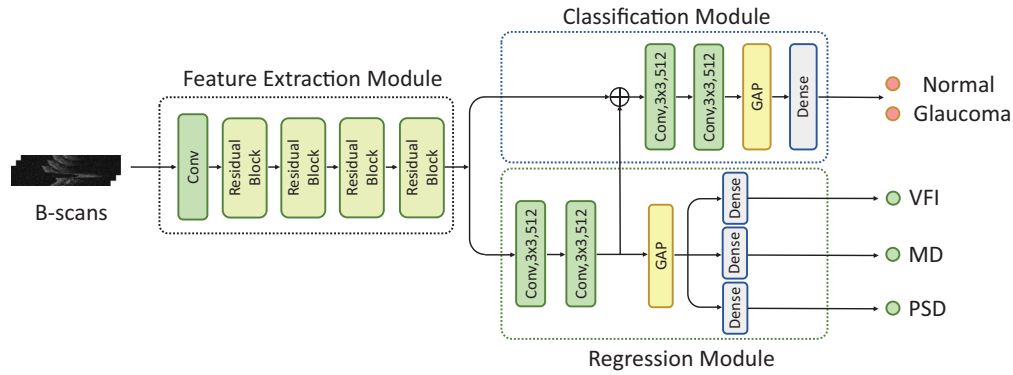 Classification Module
Feature Extraction Module
Conv
Residual
Block
Residual
Block
Residual
Block
Residual
Block
B-scans
Conv,3x3,512
Conv,3x3,512
GAP
Dense
Normal
Glaucoma
Conv,3x3,512
Conv,3x3,512
GAP
Dense
Dense
Dense
VFI
MD
PSD
Regression Module